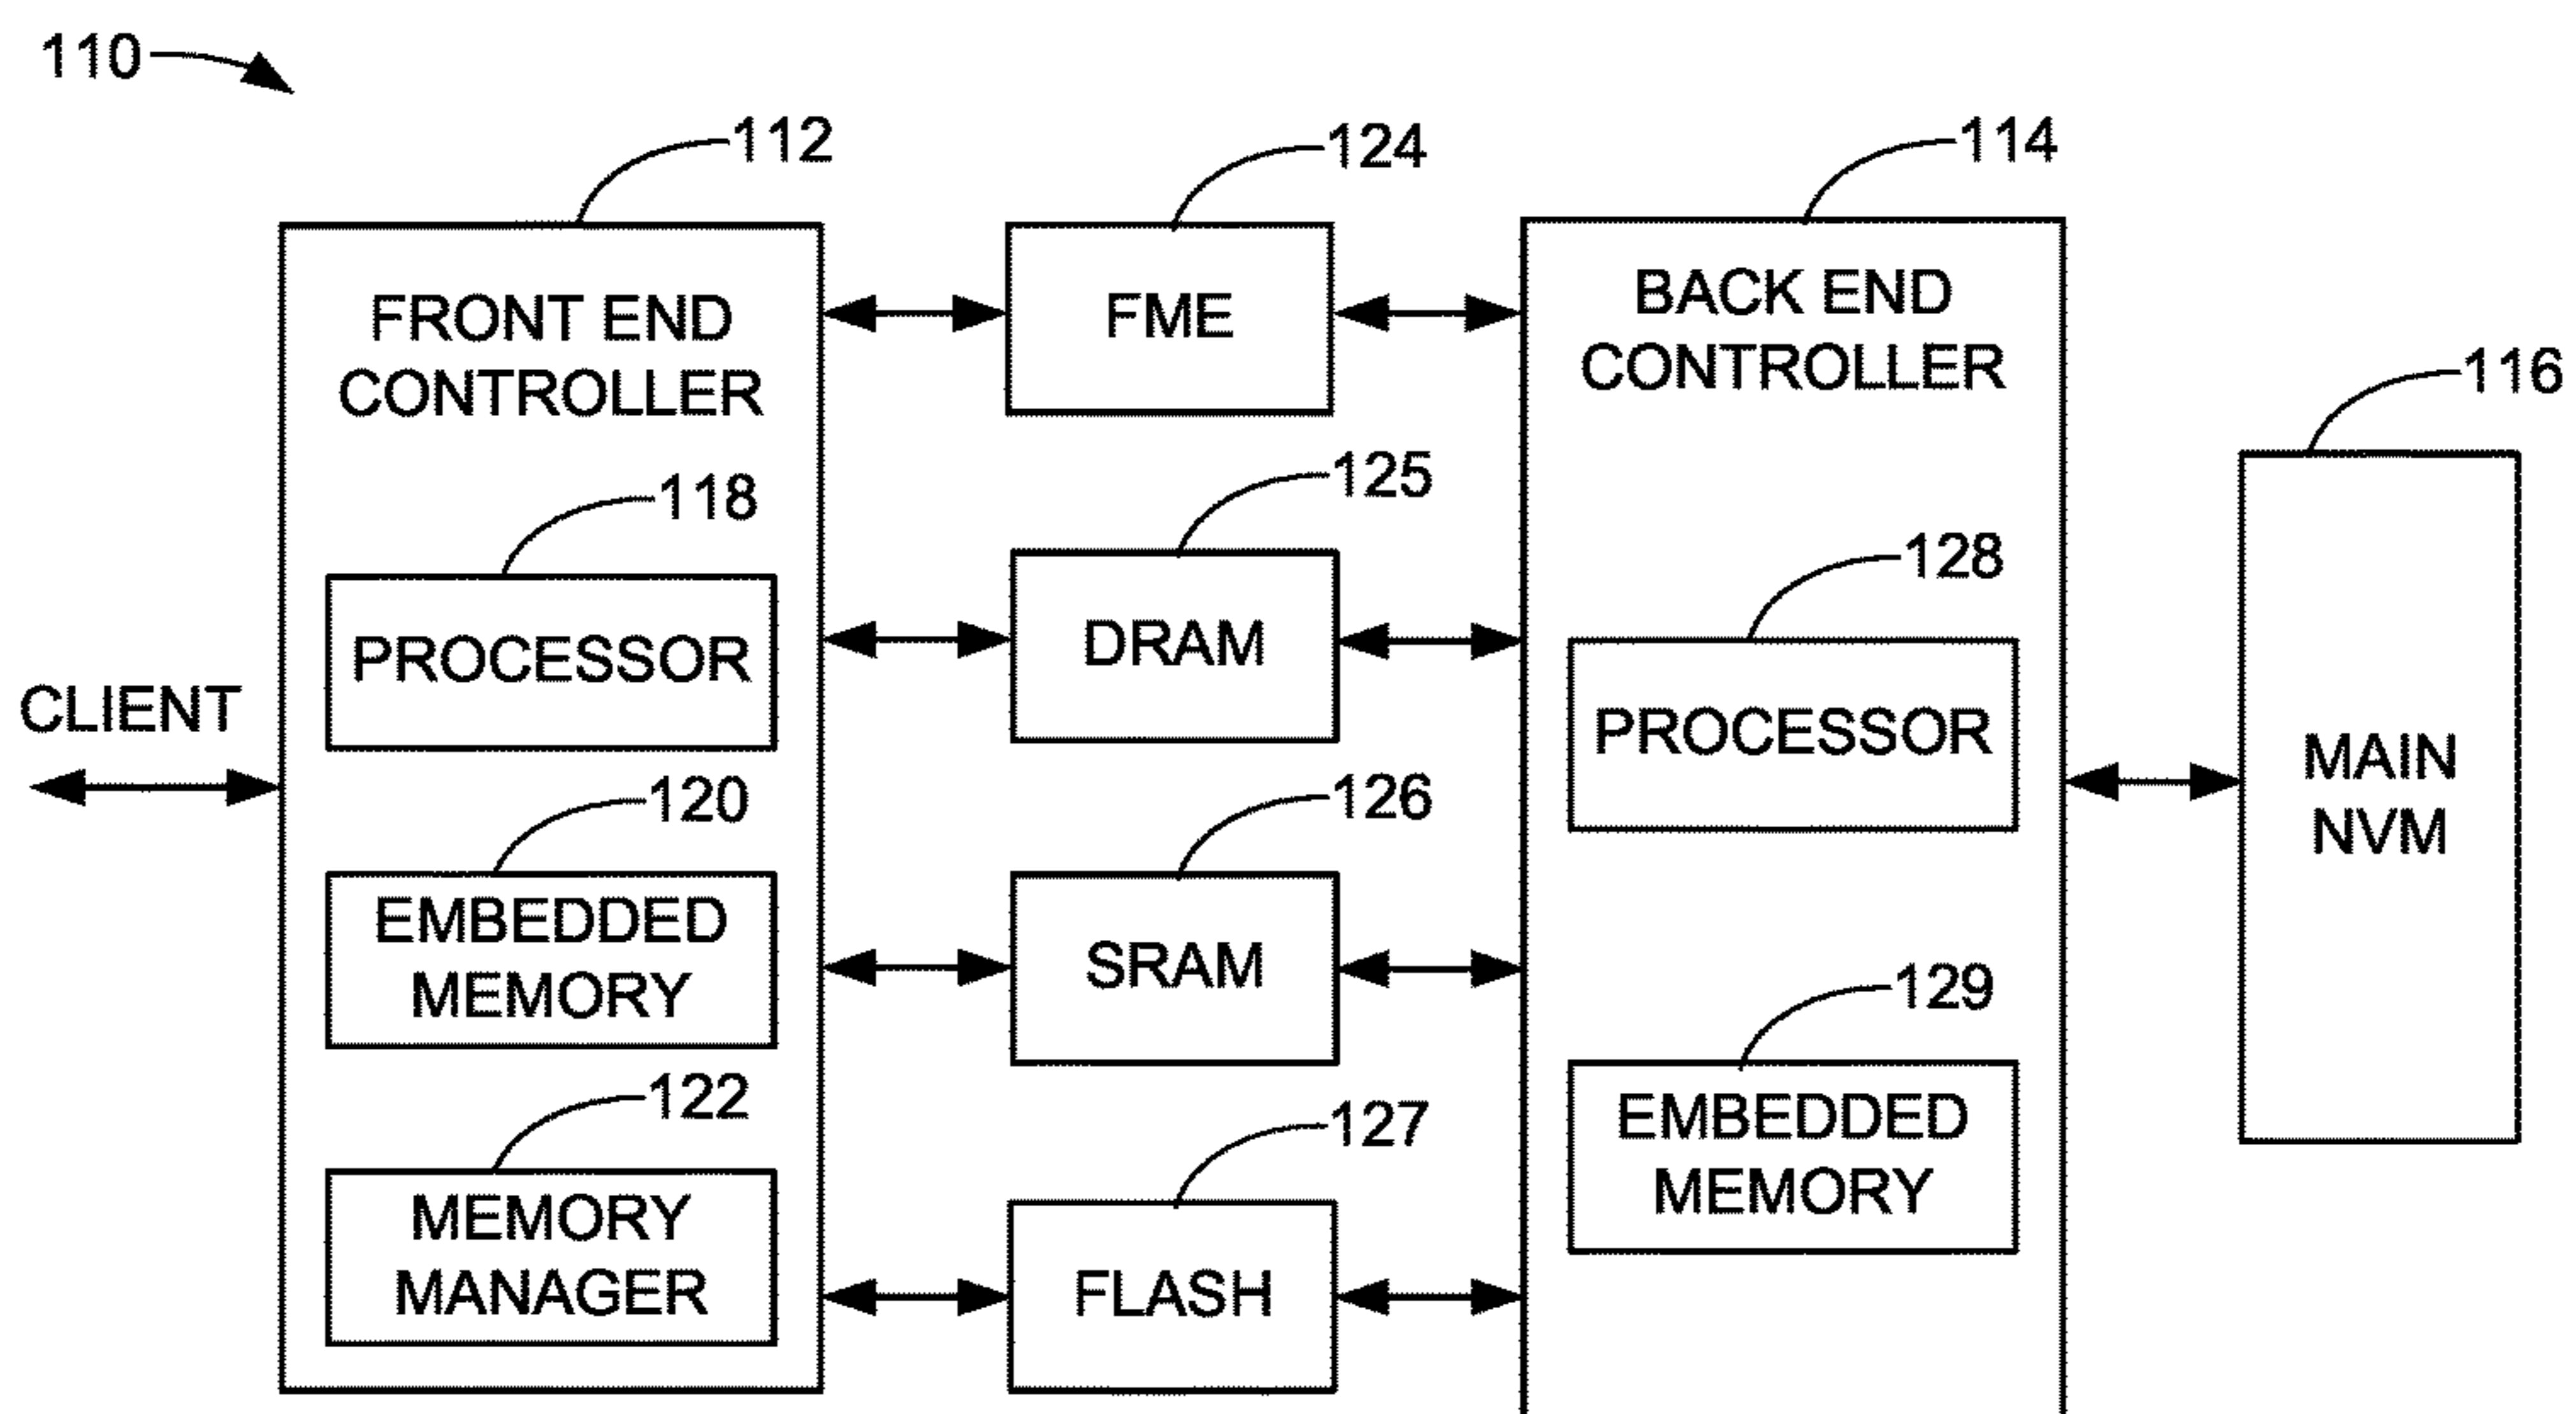 110
112
124
114
FRONT END
CONTROLLER
FME
BACK END
CONTROLLER
116
118
125
128
PROCESSOR
DRAM
PROCESSOR
CLIENT
MAIN
NVM
120
126
EMBEDDED
MEMORY
SRAM
129
122
127
EMBEDDED
MEMORY
MEMORY
MANAGER
FLASH